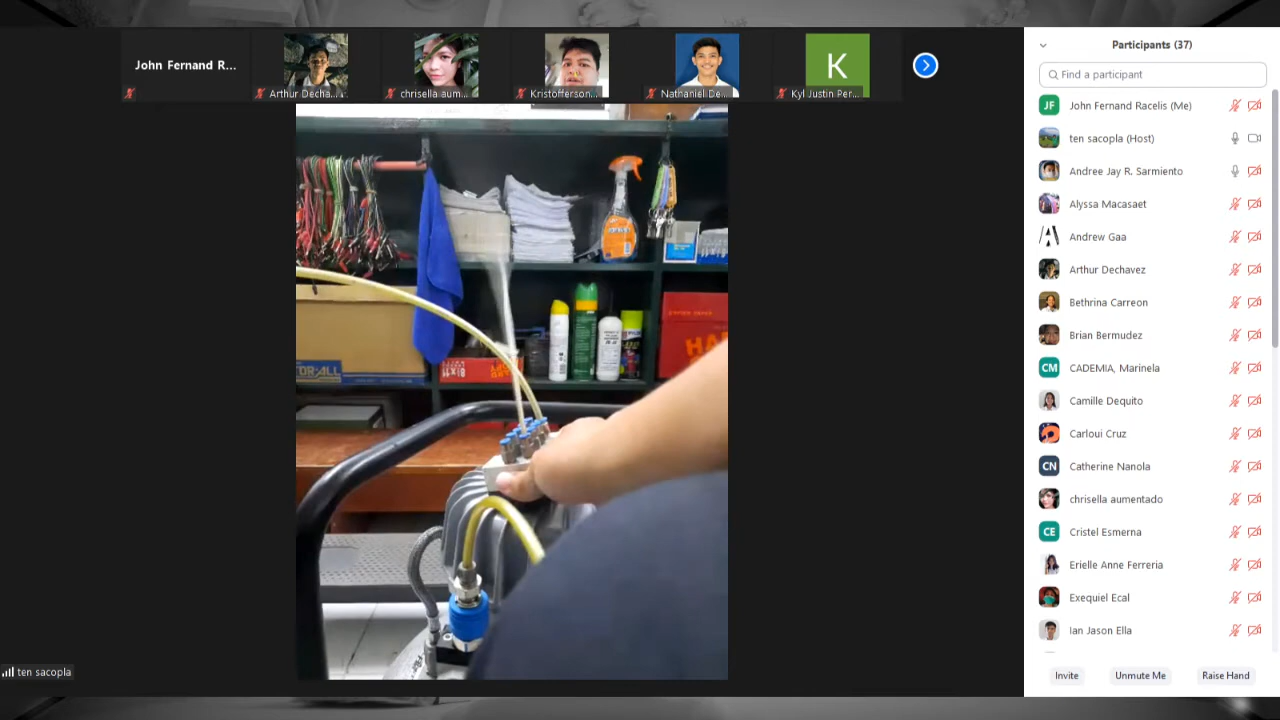 John Fernand R...
Arthur Decha...
chrisella aum...
Kristofferson...
Nathaniel De...
K
Kyl Justin Per...
ten sacopla
Participants (37)
Find a participant
JF
John Fernand Racelis (Me)
ten sacopla (Host)
Andree Jay R. Sarmiento
Alyssa Macasaet
Andrew Gaa
Arthur Dechavez
Bethrina Carreon
Brian Bermudez
CM
CADEMIA, Marinela
Camille Dequito
Carloui Cruz
CN
Catherine Nanola
chrisella aumentado
CE
Cristel Esmerna
Erielle Anne Ferreria
Exequiel Ecal
Ian Jason Ella
Invite
Unmute Me
Raise Hand